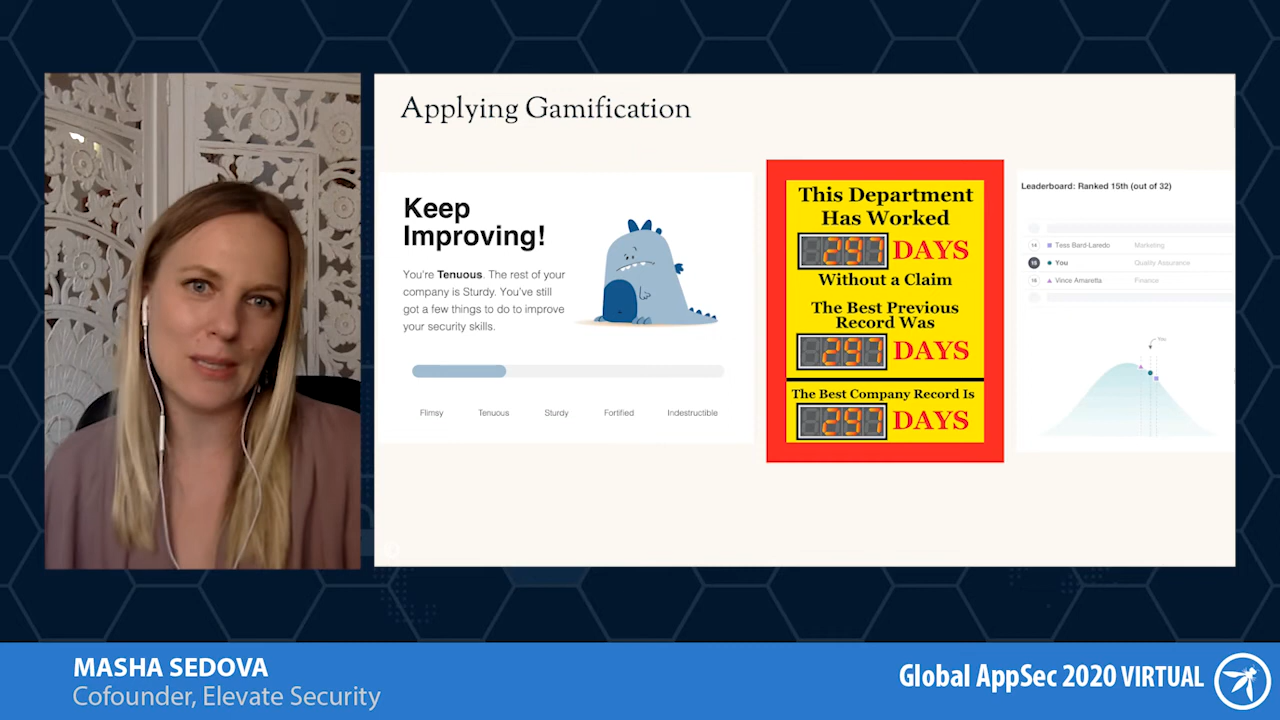 Applying Gamification
Keep
Improving!
You're Tenuous. The rest of your
company is Sturdy. You've still
got a few things to do to improve
your security skills.
Flimsy Tenuous Sturdy Fortified Indestructible
This Department
Has Worked
297 DAYS
Without a Claim
The Best Previous
Record Was
297 DAYS
The Best Company Record Is
297 DAYS
Leaderboard: Ranked 15th (out of 32)
14 Tess Bard-Laredo Marketing
15 You Quality Assurance
16 Vince Amaretta Finance
You
MASHA SEDOVA
Cofounder, Elevate Security
Global AppSec 2020 VIRTUAL